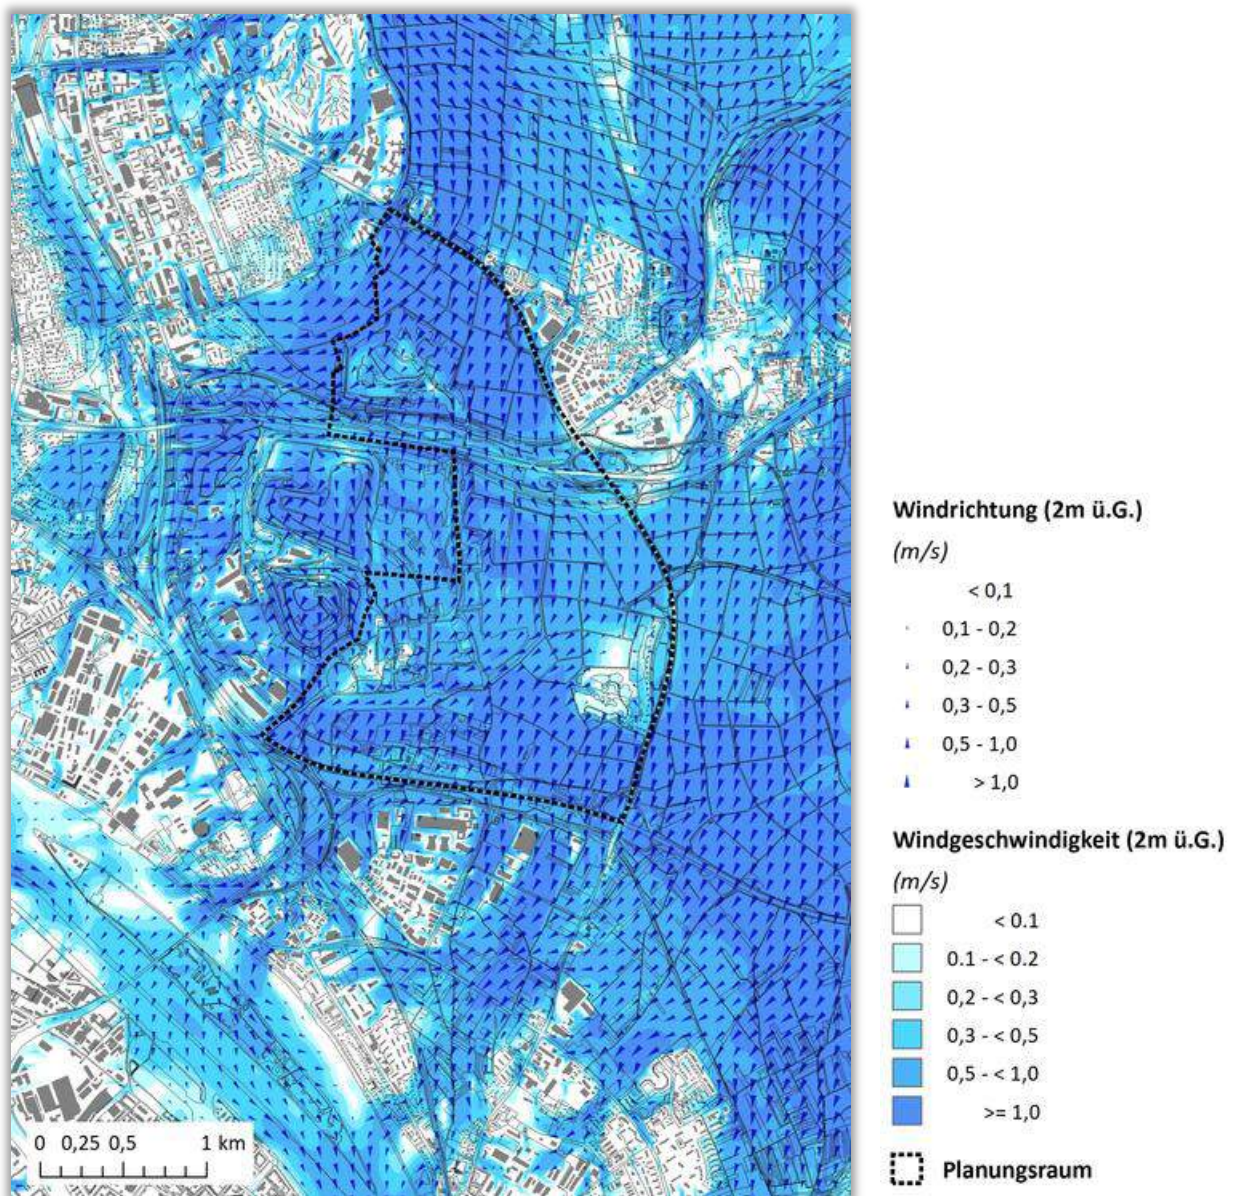 Windrichtung (2m ü.G.)
(m/s)
< 0,1
0,1 - 0,2
0,2 - 0,3
0,3 - 0,5
0,5 - 1,0
> 1,0
Windgeschwindigkeit (2m ü.G.)
(m/s)
< 0.1
0.1 - < 0.2
0,2 - < 0,3
0,3 - < 0,5
0,5 - < 1,0
>= 1,0
Planungsraum
0 0,25 0,5 1 km